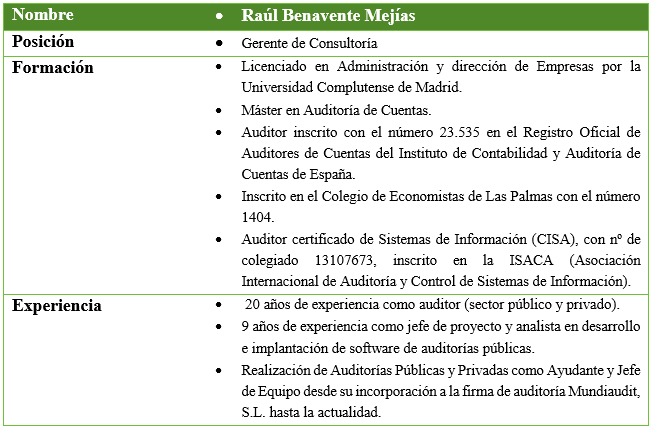 Nombre • Raúl Benavente Mejías
Posición • Gerente de Consultoría
Formación • Licenciado en Administración y dirección de Empresas por la
Universidad Complutense de Madrid.
• Máster en Auditoría de Cuentas.
• Auditor inscrito con el número 23.535 en el Registro Oficial de
Auditores de Cuentas del Instituto de Contabilidad y Auditoría de
Cuentas de España.
• Inscrito en el Colegio de Economistas de Las Palmas con el número
1404.
• Auditor certificado de Sistemas de Información (CISA), con nº de
colegiado 13107673, inscrito en la ISACA (Asociación
Internacional de Auditoría y Control de Sistemas de Información).
Experiencia • 20 años de experiencia como auditor (sector público y privado).
• 9 años de experiencia como jefe de proyecto y analista en desarrollo
e implantación de software de auditorías públicas.
• Realización de Auditorías Públicas y Privadas como Ayudante y Jefe
de Equipo desde su incorporación a la firma de auditoría Mundiaudit,
S.L. hasta la actualidad.